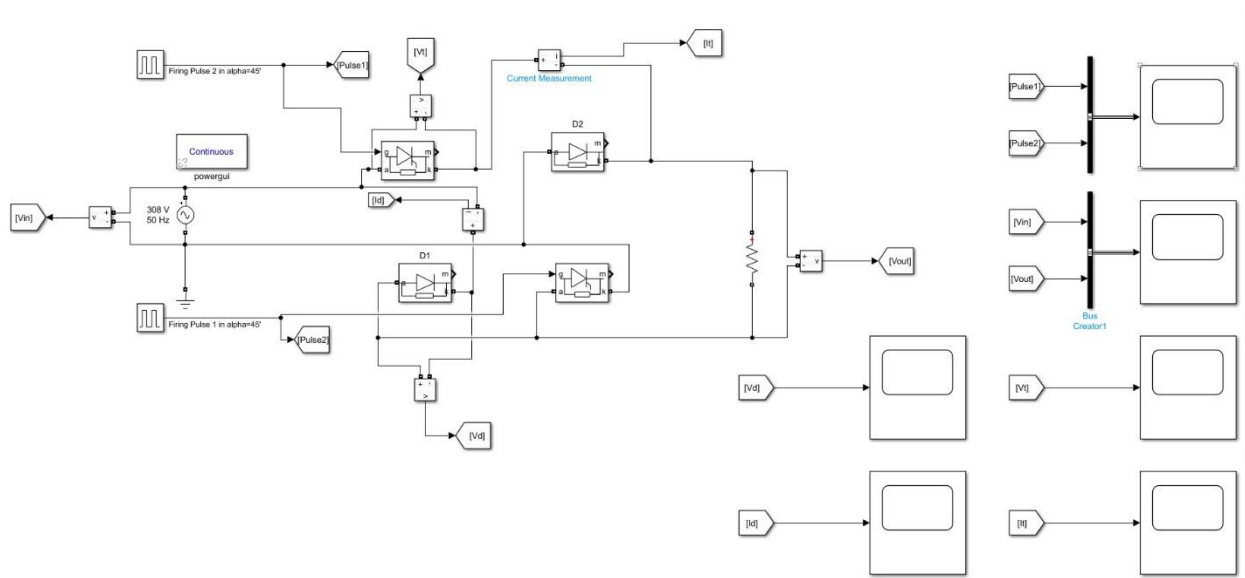 [Vt]
[It]
Firing Pulse 2 in alpha=45'
[Pulse1]
+
i
-
Current Measurement
[Pulse1]
>
+ -
D2
g
m
a
k
m
a
k
[Pulse2]
Continuous
powergui
[Id]
[Vin]
v
+
-
308 V
50 Hz
+
-
+
[Vin]
D1
m
a
k
g
m
a
k
+
+
-
v
[Vout]
[Vout]
Firing Pulse 1 in alpha=45'
[Pulse2]
Bus
Creator1
+ -
>
[Vd]
[Vt]
[Vd]
[Id]
[It]